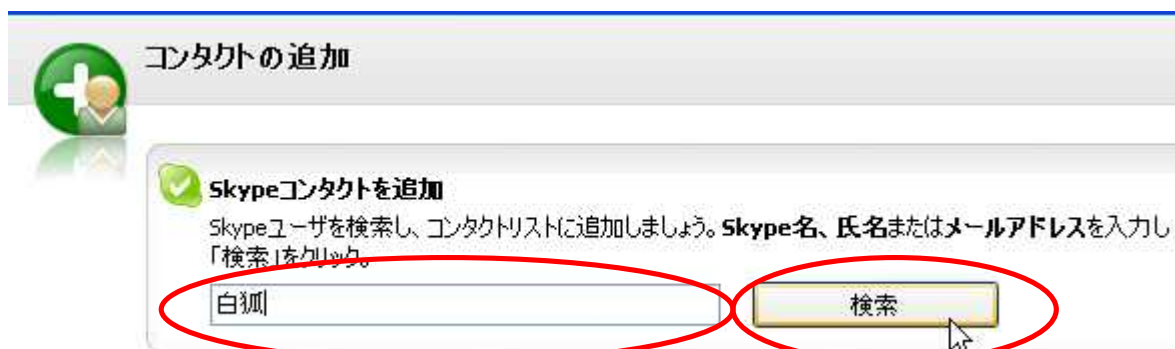 コンタクトの追加
Skypeコンタクトを追加
Skypeユーザを検索し、コンタクトリストに追加しましょう。Skype名、氏名またはメールアドレスを入力し
「検索」をクリック。
白狐
検索